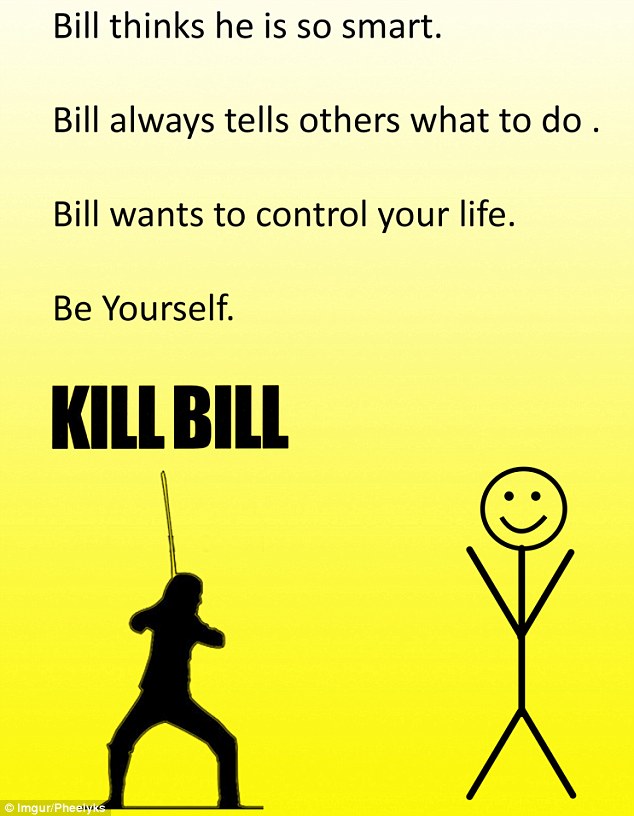 Bill thinks he is so smart.
Bill always tells others what to do .
Bill wants to control your life.
Be Yourself.
KILL BILL
© Imgur/Pheelyks